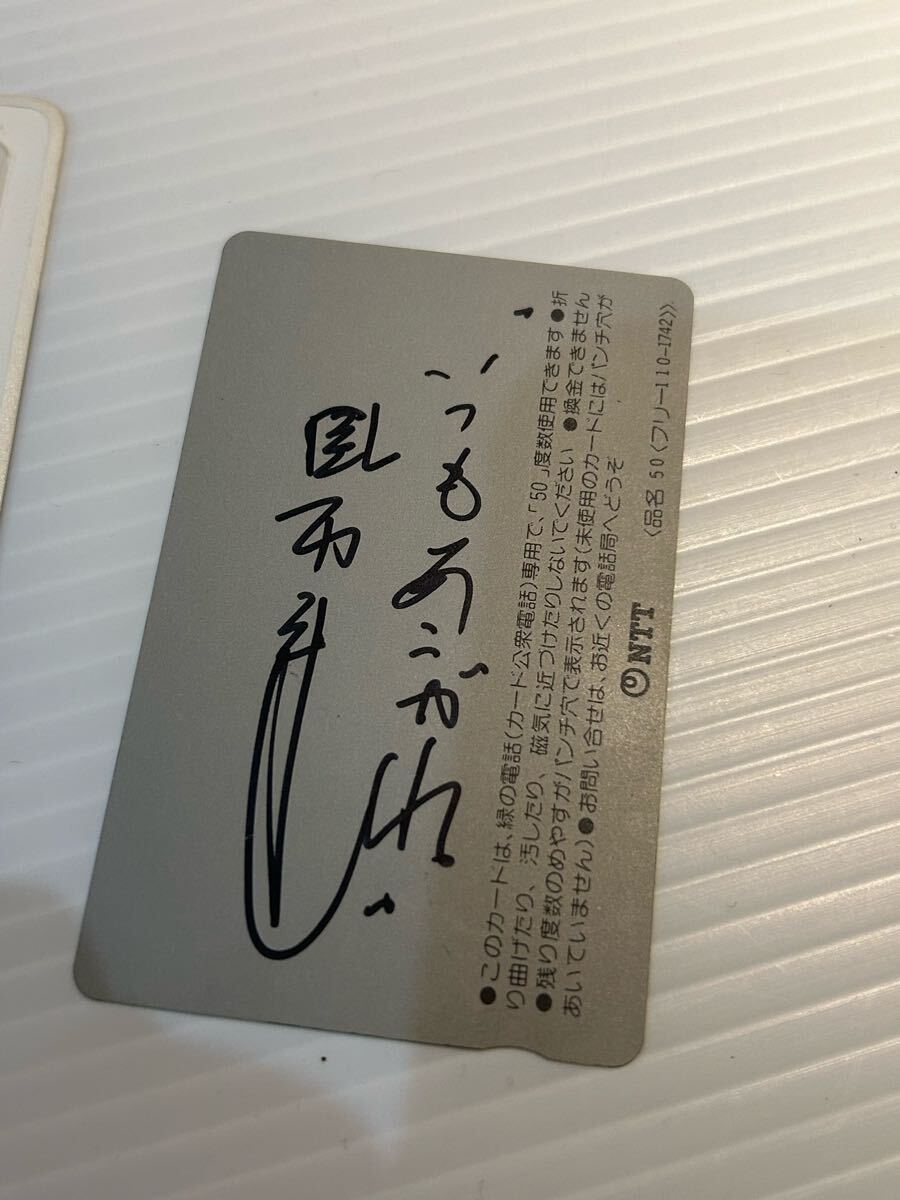 いつもあこがれ
●このカードは、緑の電話(カード公衆電話)専用で、「50」度数使用できます●折
り曲げたり、汚したり、磁気に近づけたりしないでください ●換金できません
●残り度数のめやすがパンチ穴で表示されます(未使用のカードにはパンチ穴が
あいていません)●お問い合せは、お近くの電話局へどうぞ
NTT
〈品名 50〈フリー110-1742〉〉